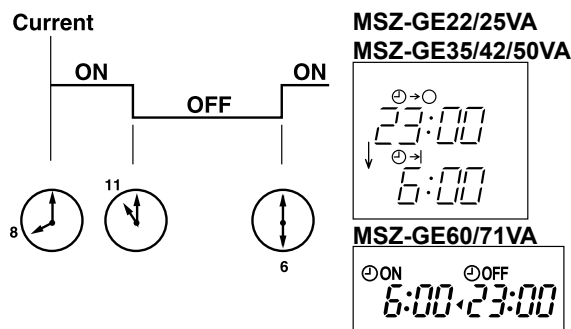 Current
ON
OFF
ON
8
11
6
MSZ-GE22/25VA
MSZ-GE35/42/50VA
23:00
6:00
MSZ-GE60/71VA
ON OFF
6:00 23:00